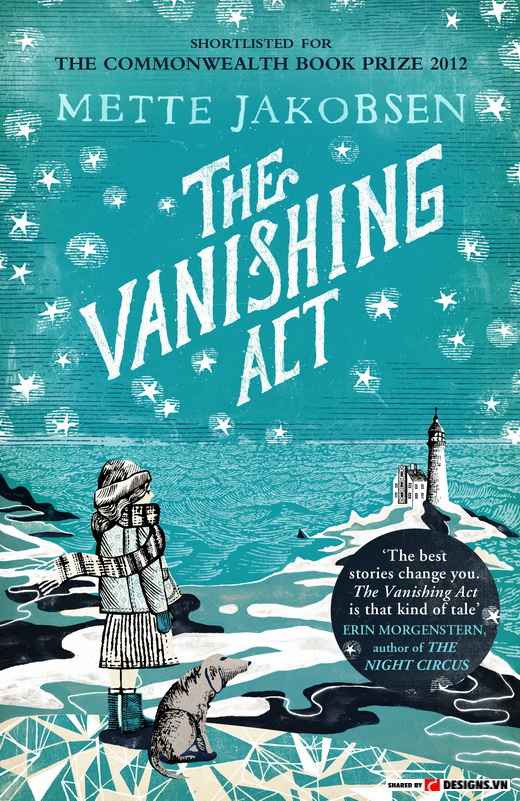 SHORTLISTED FOR
THE COMMONWEALTH BOOK PRIZE 2012
METTE JAKOBSEN
THE
VANISHING
ACT
‘The best
stories change you.
The Vanishing Act
is that kind of tale’
ERIN MORGENSTERN,
author of THE
NIGHT CIRCUS
SHARED BY DESIGNS.VN